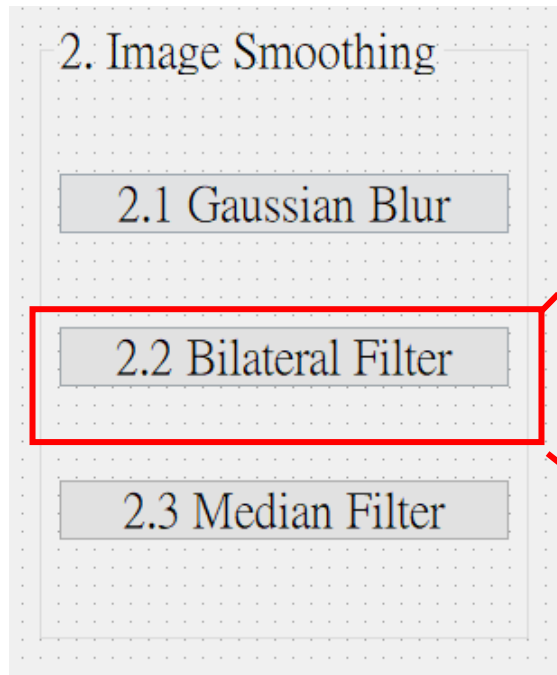 2. Image Smoothing
2.1 Gaussian Blur
2.2 Bilateral Filter
2.3 Median Filter